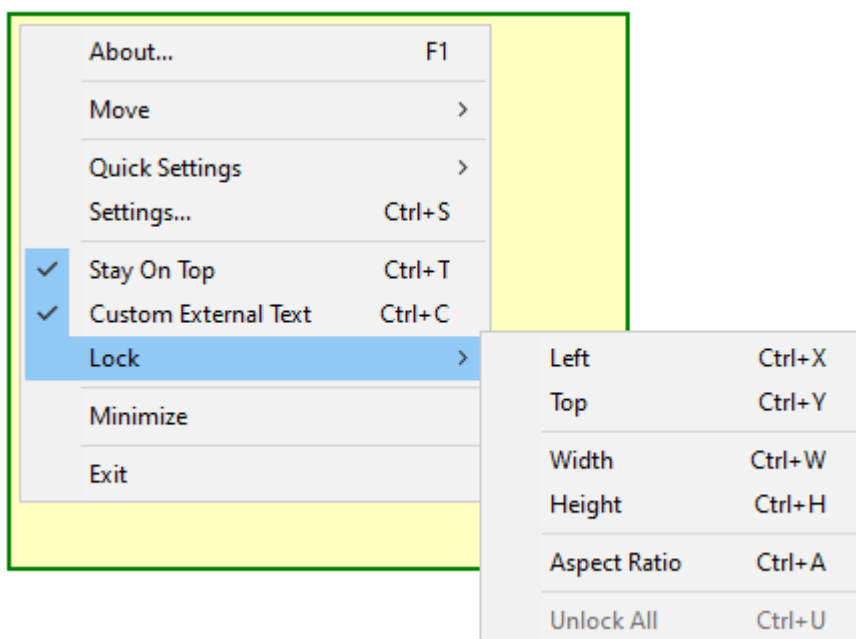 About... F1
Move
Quick Settings
Settings... Ctrl+S
Stay On Top Ctrl+T
Custom External Text Ctrl+C
Lock
Minimize
Exit
Left Ctrl+X
Top Ctrl+Y
Width Ctrl+W
Height Ctrl+H
Aspect Ratio Ctrl+A
Unlock All Ctrl+U